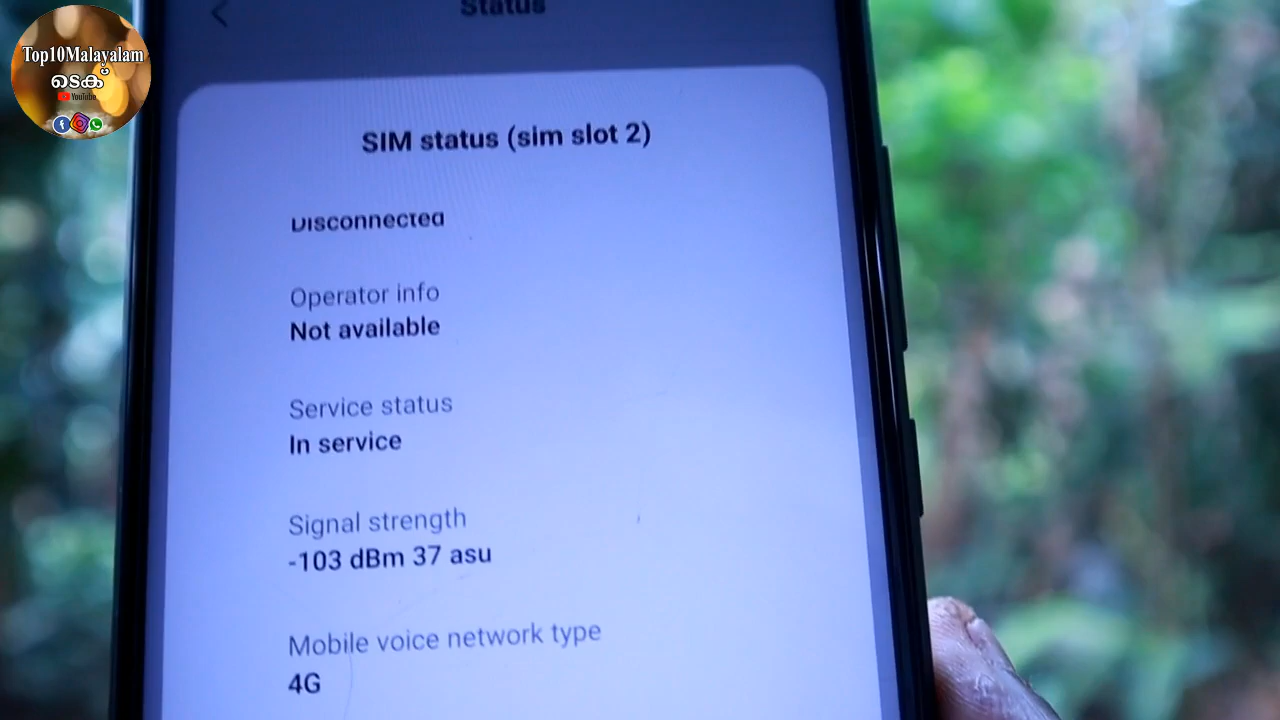 Top10Malayalam
ടെക്
YouTube
Status
SIM status (sim slot 2)
Disconnected
Operator info
Not available
Service status
In service
Signal strength
-103 dBm 37 asu
Mobile voice network type
4G